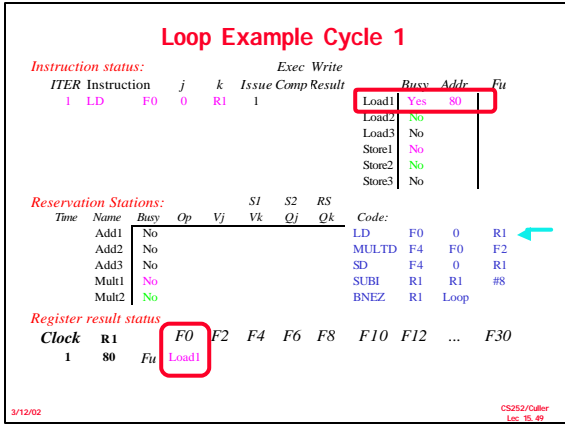 Loop Example Cycle 1
Instruction status: Exec Write
ITER Instruction j k Issue Comp Result Busy Addr Fu
1 LD F0 0 R1 1 Load1 Yes 80
Load2 No
Load3 No
Store1 No
Store2 No
Store3 No
Reservation Stations: S1 S2 RS
Time Name Busy Op Vj Vk Qj Qk Code:
Add1 No LD F0 0 R1
Add2 No MULTD F4 F0 F2
Add3 No SD F4 0 R1
Mult1 No SUBI R1 R1 #8
Mult2 No BNEZ R1 Loop
Register result status
Clock R1 F0 F2 F4 F6 F8 F10 F12 ... F30
1 80 Fu Load1
3/12/02 CS252/Culler
Lec 15. 49